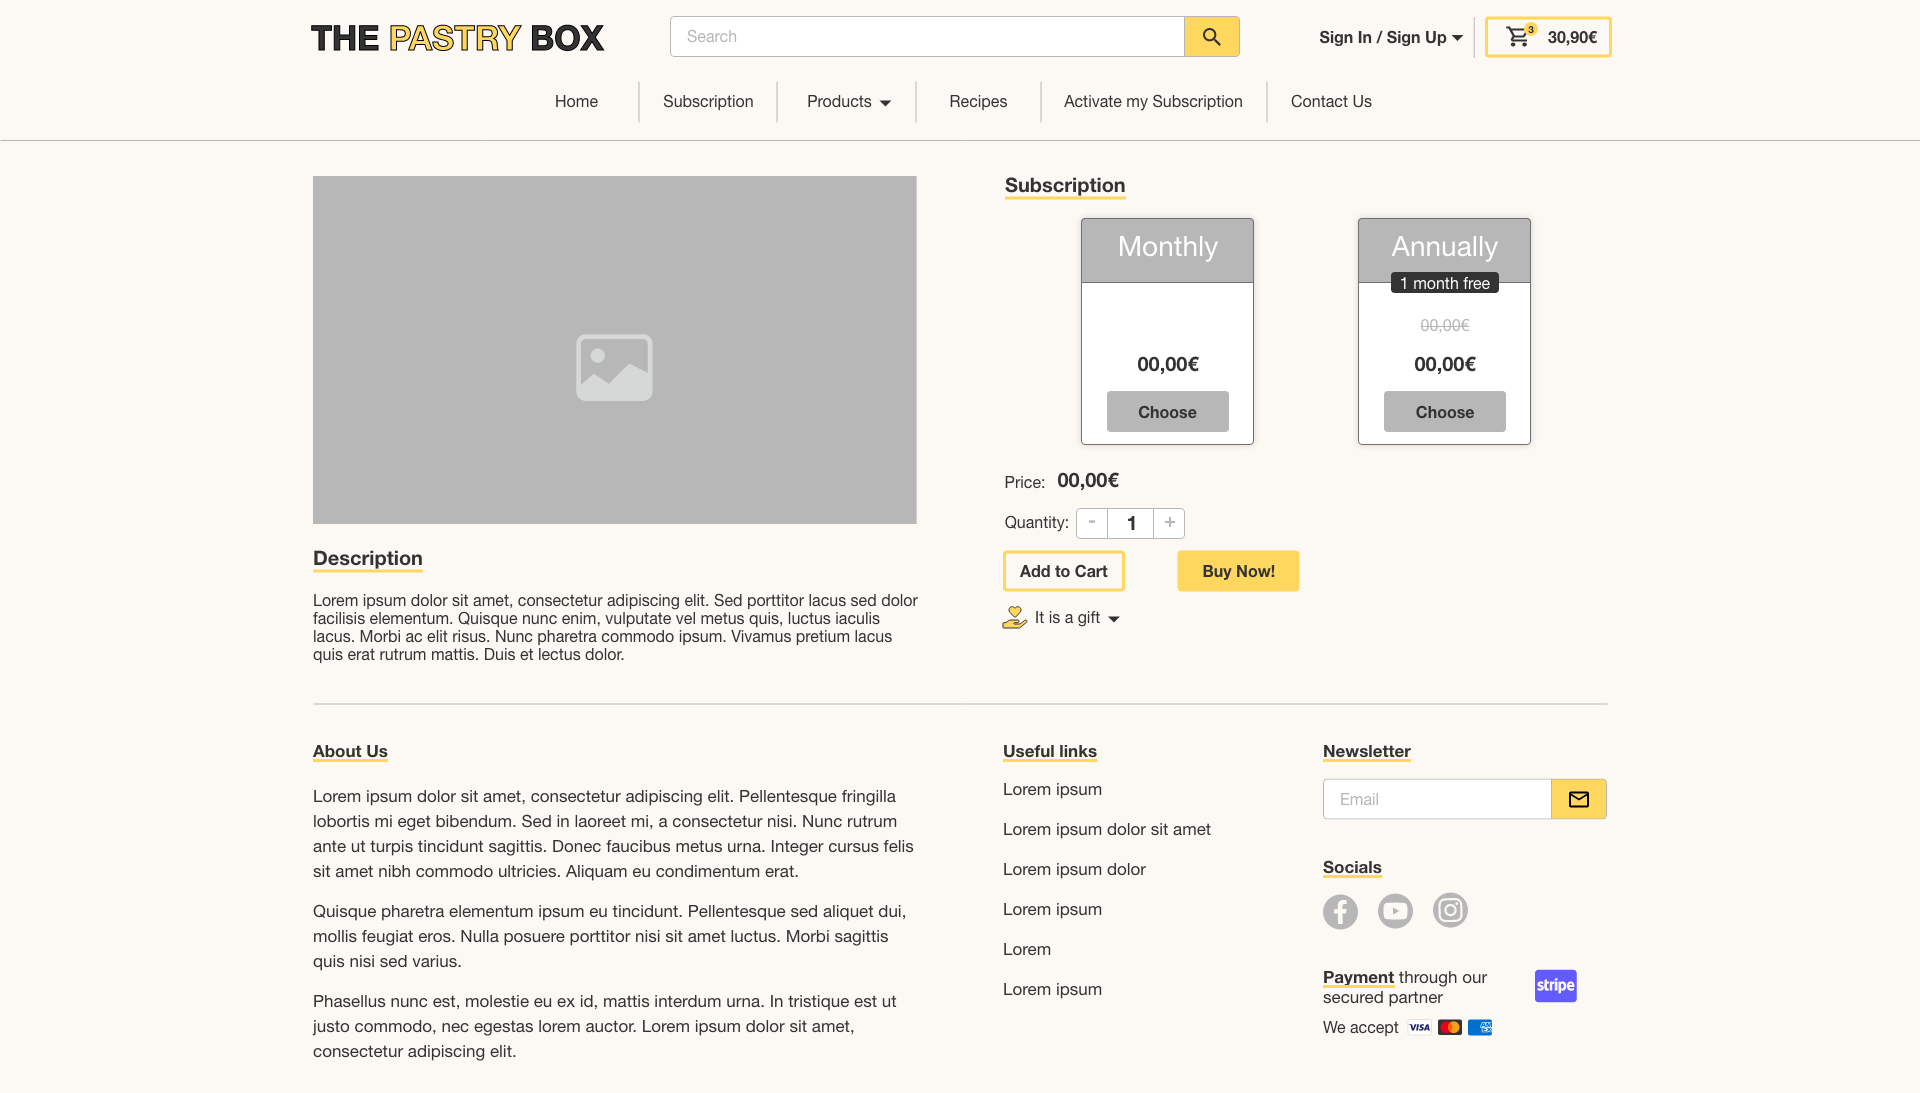 THE PASTRY BOX
Search
Sign In / Sign Up
3
30,90€
Home
Subscription
Products
Recipes
Activate my Subscription
Contact Us
Subscription
Monthly
00,00€
Choose
Annually
1 month free
00,00€
00,00€
Choose
Price: 00,00€
Quantity: - 1 +
Add to Cart
Buy Now!
It is a gift
Description
Lorem ipsum dolor sit amet, consectetur adipiscing elit. Sed porttitor lacus sed dolor
facilisis elementum. Quisque nunc enim, vulputate vel metus quis, luctus iaculis
lacus. Morbi ac elit risus. Nunc pharetra commodo ipsum. Vivamus pretium lacus
quis erat rutrum mattis. Duis et lectus dolor.
About Us
Lorem ipsum dolor sit amet, consectetur adipiscing elit. Pellentesque fringilla
lobortis mi eget bibendum. Sed in laoreet mi, a consectetur nisi. Nunc rutrum
ante ut turpis tincidunt sagittis. Donec faucibus metus urna. Integer cursus felis
sit amet nibh commodo ultricies. Aliquam eu condimentum erat.
Quisque pharetra elementum ipsum eu tincidunt. Pellentesque sed aliquet dui,
mollis feugiat eros. Nulla posuere porttitor nisi sit amet luctus. Morbi sagittis
quis nisi sed varius.
Phasellus nunc est, molestie eu ex id, mattis interdum urna. In tristique est ut
justo commodo, nec egestas lorem auctor. Lorem ipsum dolor sit amet,
consectetur adipiscing elit.
Useful links
Lorem ipsum
Lorem ipsum dolor sit amet
Lorem ipsum dolor
Lorem ipsum
Lorem
Lorem ipsum
Newsletter
Email
Socials
Payment through our
secured partner
stripe
We accept
VISA
AM
EX